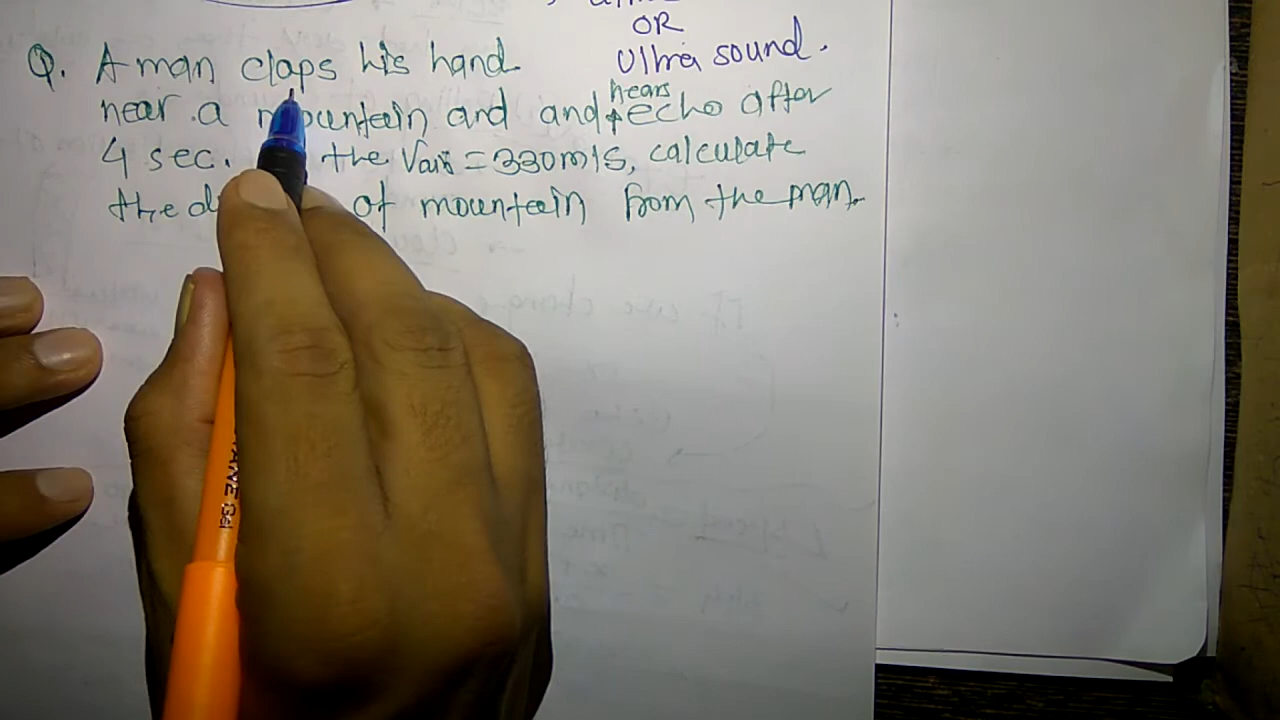 OR
Ultra sound.
Q. A man claps his hand
near a mountain and and hears echo after
4 sec. the Vair = 330m/s, calculate
the of mountain from the man.